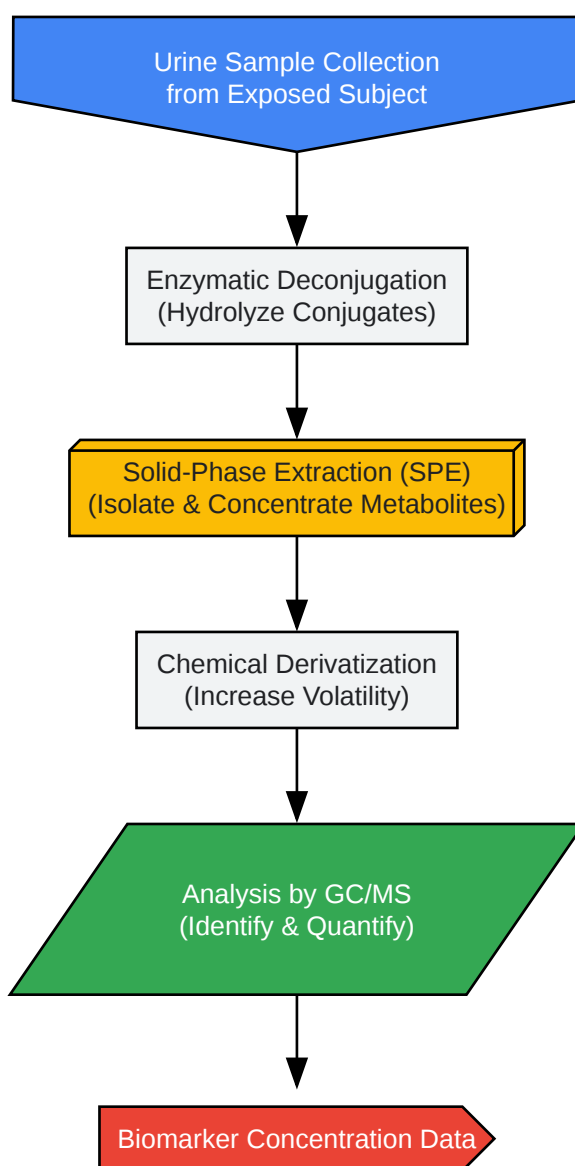 Urine Sample Collection
from Exposed Subject
Enzymatic Deconjugation
(Hydrolyze Conjugates)
Solid-Phase Extraction (SPE)
(Isolate & Concentrate Metabolites)
Chemical Derivatization
(Increase Volatility)
Analysis by GC/MS
(Identify & Quantify)
Biomarker Concentration Data